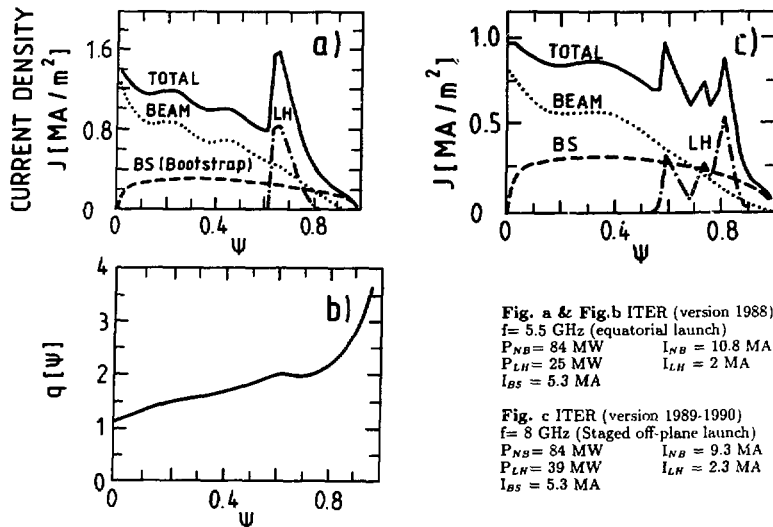 CURRENT DENSITY
J[MA/m²]
1.6
0.8
0
a)
TOTAL
BEAM
BS (Bootstrap)
LH
0 0.4 0.8
Ψ
J[MA/m²]
1.0
0.5
0
c)
TOTAL
BEAM
BS
LH
0 0.4 0.8
Ψ
q[Ψ]
4
3
2
1
0
b)
0 0.4 0.8
Ψ
Fig. a & Fig.b ITER (version 1988)
f= 5.5 GHz (equatorial launch)
P_NB= 84 MW I_NB = 10.8 MA
P_LH= 25 MW I_LH = 2 MA
I_BS = 5.3 MA
Fig. c ITER (version 1989-1990)
f= 8 GHz (Staged off-plane launch)
P_NB= 84 MW I_NB = 9.3 MA
P_LH= 39 MW I_LH = 2.3 MA
I_BS = 5.3 MA